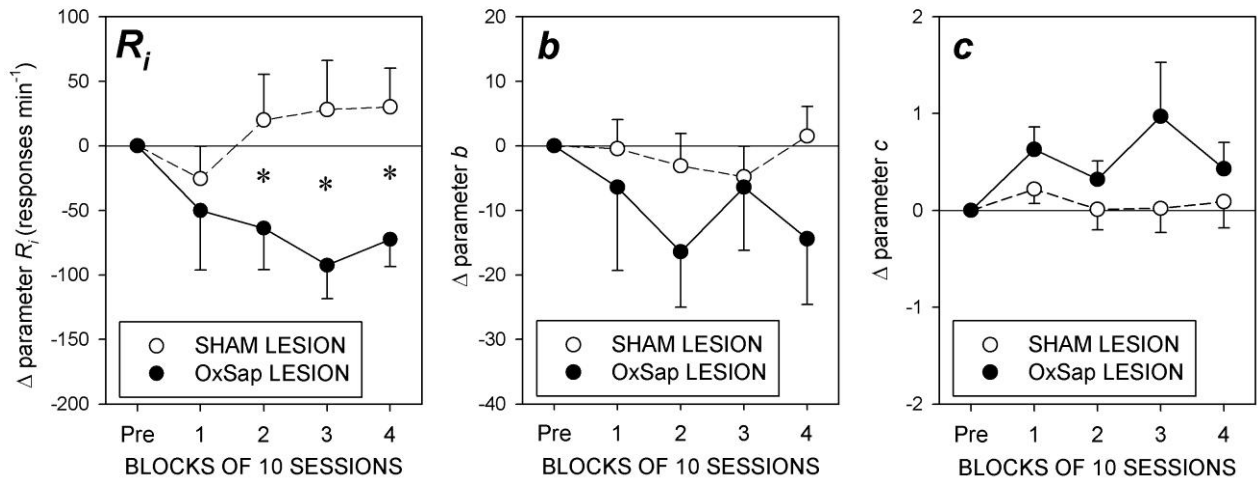 R_i
Δ parameter R_i (responses min⁻¹)
100
50
0
-50
-100
-150
-200
*
*
*
SHAM LESION
OxSap LESION
Pre 1 2 3 4
BLOCKS OF 10 SESSIONS
b
Δ parameter b
20
10
0
-10
-20
-30
-40
SHAM LESION
OxSap LESION
Pre 1 2 3 4
BLOCKS OF 10 SESSIONS
c
Δ parameter c
2
1
0
-1
-2
SHAM LESION
OxSap LESION
Pre 1 2 3 4
BLOCKS OF 10 SESSIONS